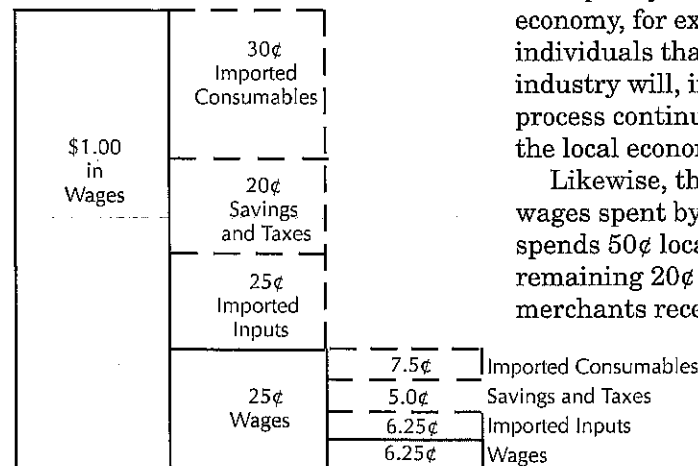 $1.00
in
Wages
30¢
Imported
Consumables
20¢
Savings
and Taxes
25¢
Imported
Inputs
25¢
Wages
7.5¢ Imported Consumables
5.0¢ Savings and Taxes
6.25¢ Imported Inputs
6.25¢ Wages
economy, for ex
individuals tha
industry will, i
process continu
the local econor
Likewise, th
wages spent by
spends 50¢ loca
remaining 20¢
merchants rece